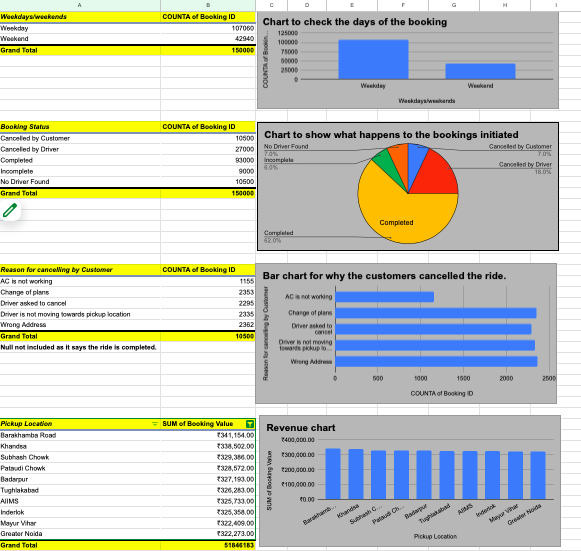 A B C D E F G H I
Weekdays/weekends COUNTA of Booking ID
Weekday 107060
Weekend 42940
Grand Total 150000
Chart to check the days of the booking
COUNTA of Bookin...
125000
100000
75000
50000
25000
0
Weekday Weekend
Weekdays/weekends
Booking Status COUNTA of Booking ID
Cancelled by Customer 10500
Cancelled by Driver 27000
Completed 93000
Incomplete 9000
No Driver Found 10500
Grand Total 150000
Chart to show what happens to the bookings initiated
No Driver Found
7.0%
Incomplete
6.0%
Cancelled by Customer
7.0%
Cancelled by Driver
18.0%
Completed
Completed
62.0%
Reason for cancelling by Customer COUNTA of Booking ID
AC is not working 1155
Change of plans 2353
Driver asked to cancel 2295
Driver is not moving towards pickup location 2335
Wrong Address 2362
Grand Total 10500
Null not included as it says the ride is completed.
Bar chart for why the customers cancelled the ride.
Reason for cancelling by Customer
AC is not working
Change of plans
Driver asked to
cancel
Driver is not moving
towards pickup lo...
Wrong Address
0 500 1000 1500 2000 2500
COUNTA of Booking ID
Pickup Location SUM of Booking Value
Barakhamba Road ₹341,154.00
Khandsa ₹338,502.00
Subhash Chowk ₹329,386.00
Pataudi Chowk ₹328,572.00
Badarpur ₹327,193.00
Tughlakabad ₹326,283.00
AIIMS ₹325,733.00
Inderlok ₹325,358.00
Mayur Vihar ₹322,409.00
Greater Noida ₹322,273.00
Grand Total 51846183
Revenue chart
SUM of Booking Value
₹400,000.00
₹300,000.00
₹200,000.00
₹100,000.00
₹0.00
Barakhamb... Khandsa Subhash C... Pataudi Ch... Badarpur Tughlakabad AIIMS Inderlok Mayur Vihar Greater Noida
Pickup Location